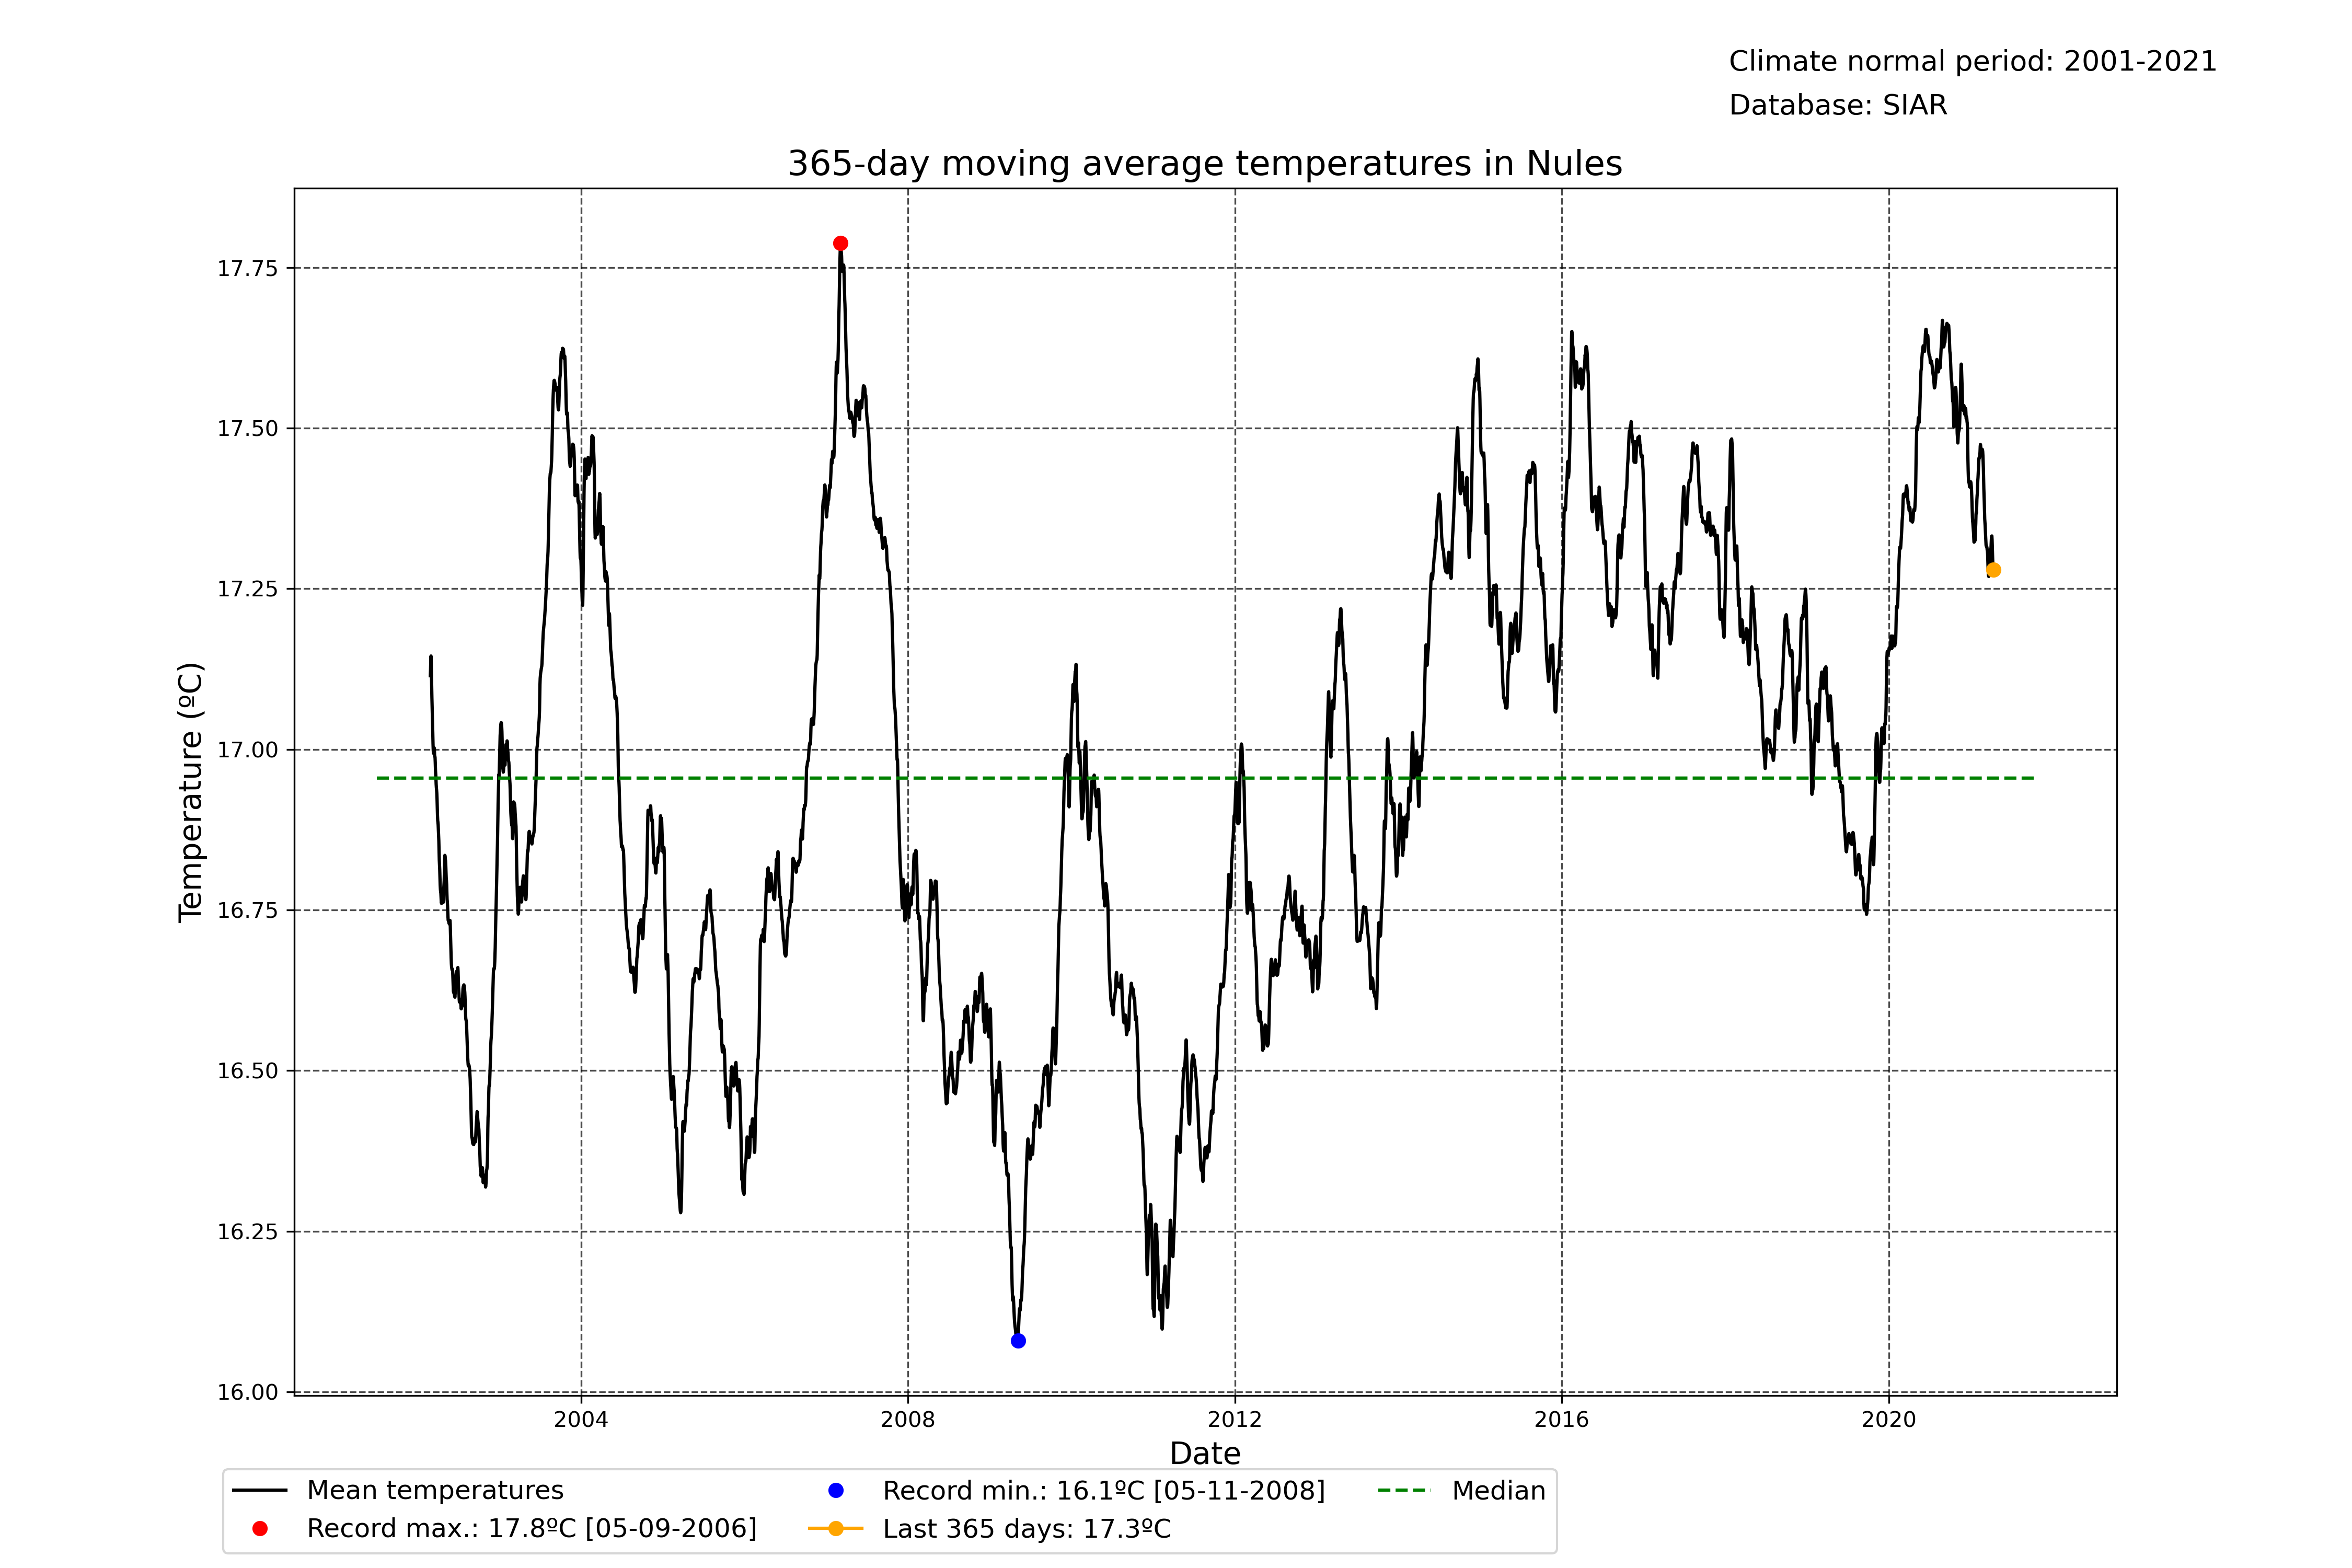 Climate normal period: 2001-2021
Database: SIAR
365-day moving average temperatures in Nules
Temperature (ºC)
17.75
17.50
17.25
17.00
16.75
16.50
16.25
16.00
2004 2008 2012 2016 2020
Date
Mean temperatures
Record max.: 17.8ºC [05-09-2006]
Record min.: 16.1ºC [05-11-2008]
Last 365 days: 17.3ºC
Median